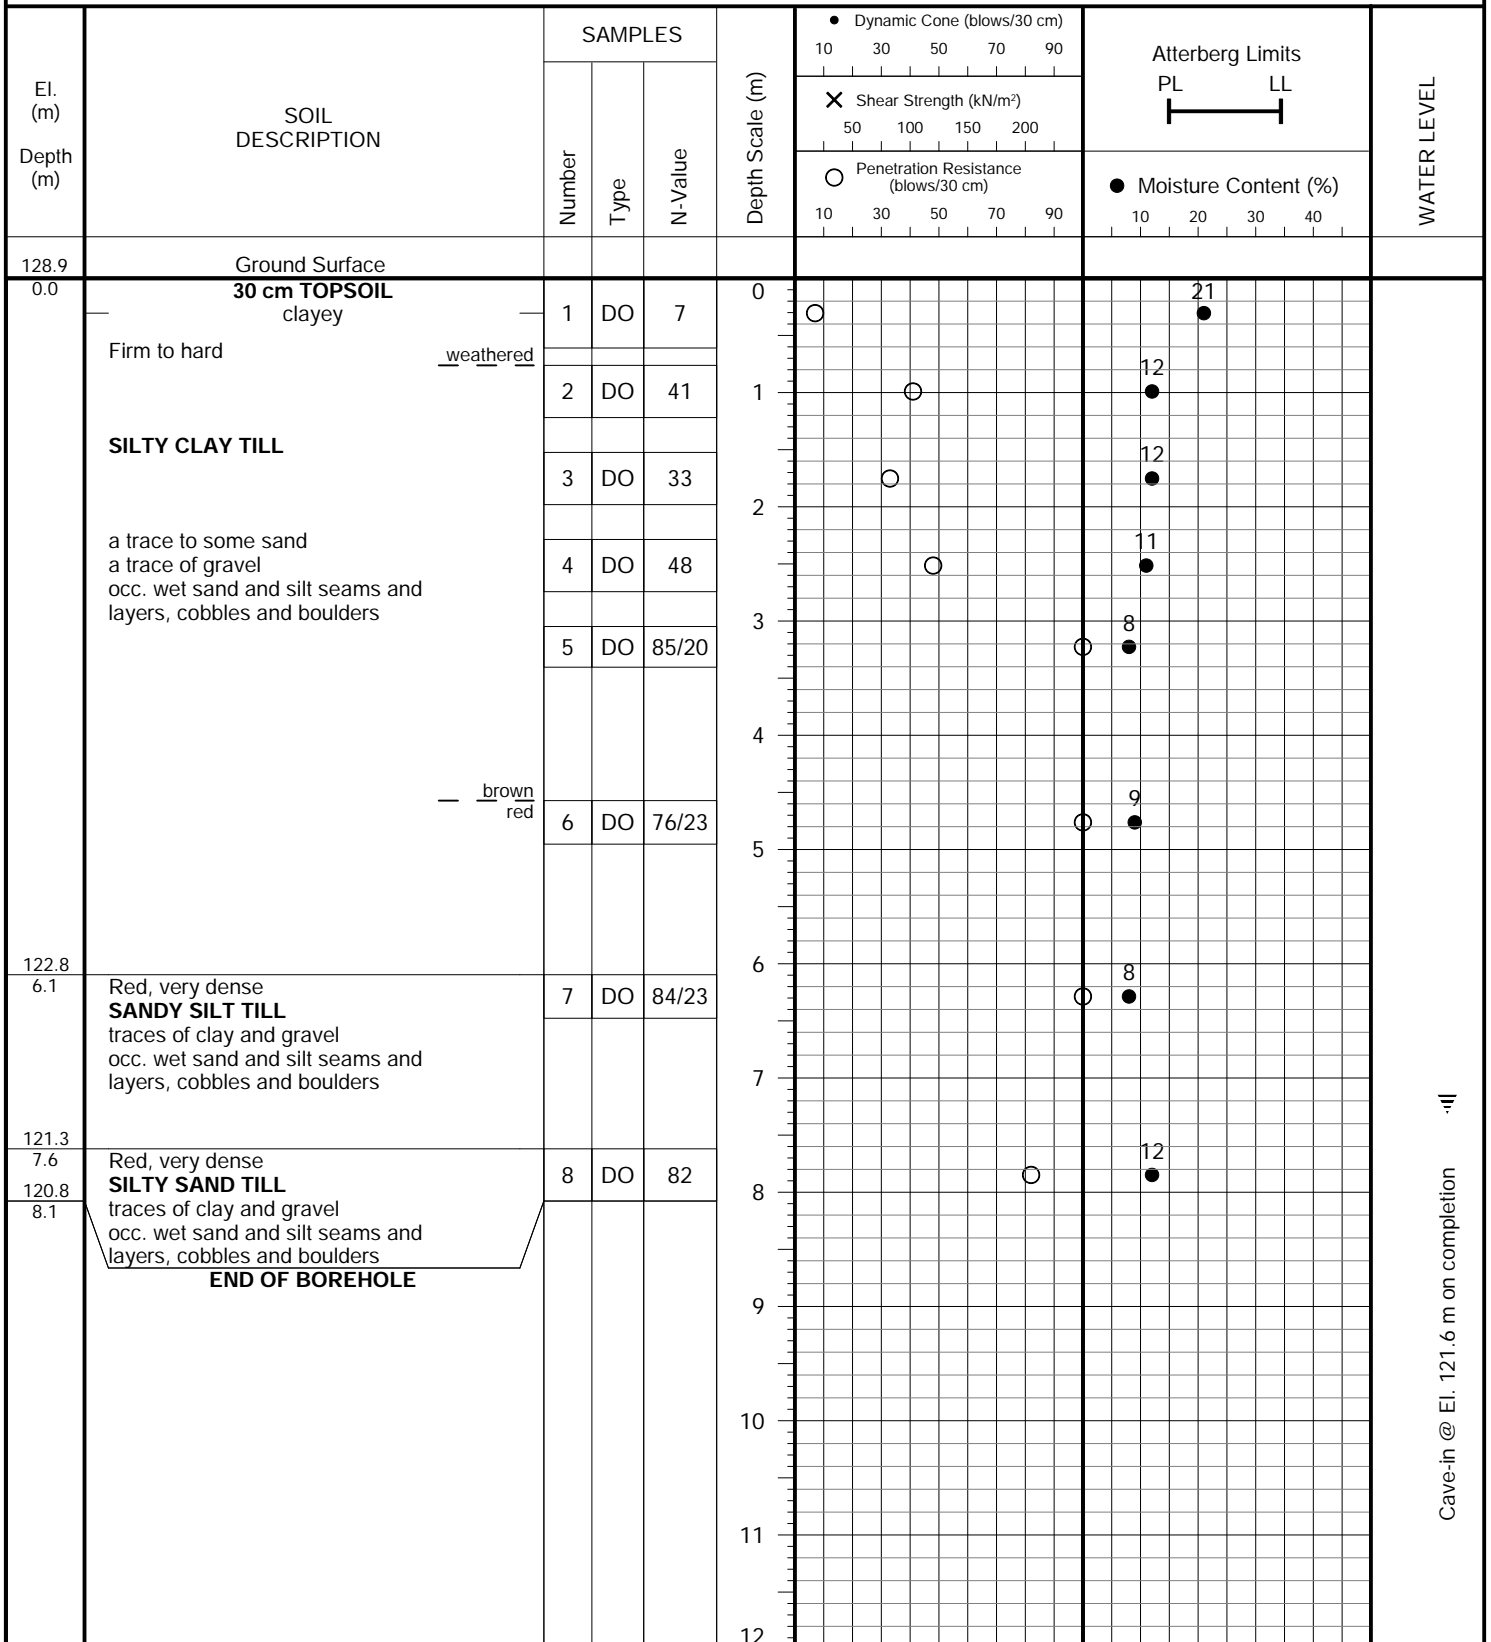 El.
(m)
Depth
(m)
SOIL
DESCRIPTION
SAMPLES
Number
Type
N-Value
Depth Scale (m)
Dynamic Cone (blows/30 cm)
10 30 50 70 90
Shear Strength (kN/m²)
50 100 150 200
Penetration Resistance
(blows/30 cm)
10 30 50 70 90
Atterberg Limits
PL LL
Moisture Content (%)
10 20 30 40
WATER LEVEL
128.9 Ground Surface
0.0 30 cm TOPSOIL 0 21
clayey 1 DO 7
Firm to hard weathered
12
2 DO 41 1
SILTY CLAY TILL
12
3 DO 33
2
a trace to some sand 11
a trace of gravel 4 DO 48
occ. wet sand and silt seams and
layers, cobbles and boulders
3 8
5 DO 85/20
4
brown
9
red
6 DO 76/23
5
122.8
6 8
6.1 Red, very dense 7 DO 84/23
SANDY SILT TILL
traces of clay and gravel
occ. wet sand and silt seams and
layers, cobbles and boulders
7
121.3
12
7.6 Red, very dense
8 DO 82
120.8 SILTY SAND TILL 8
8.1 traces of clay and gravel
occ. wet sand and silt seams and
layers, cobbles and boulders
END OF BOREHOLE
9
10
11
12
Cave-in @ El. 121.6 m on completion